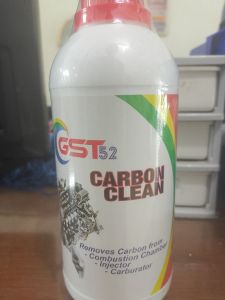 GST52
CARBON
CLEAN
Removes Carbon from
- Combustion Chamber
- Injector
- Carburator